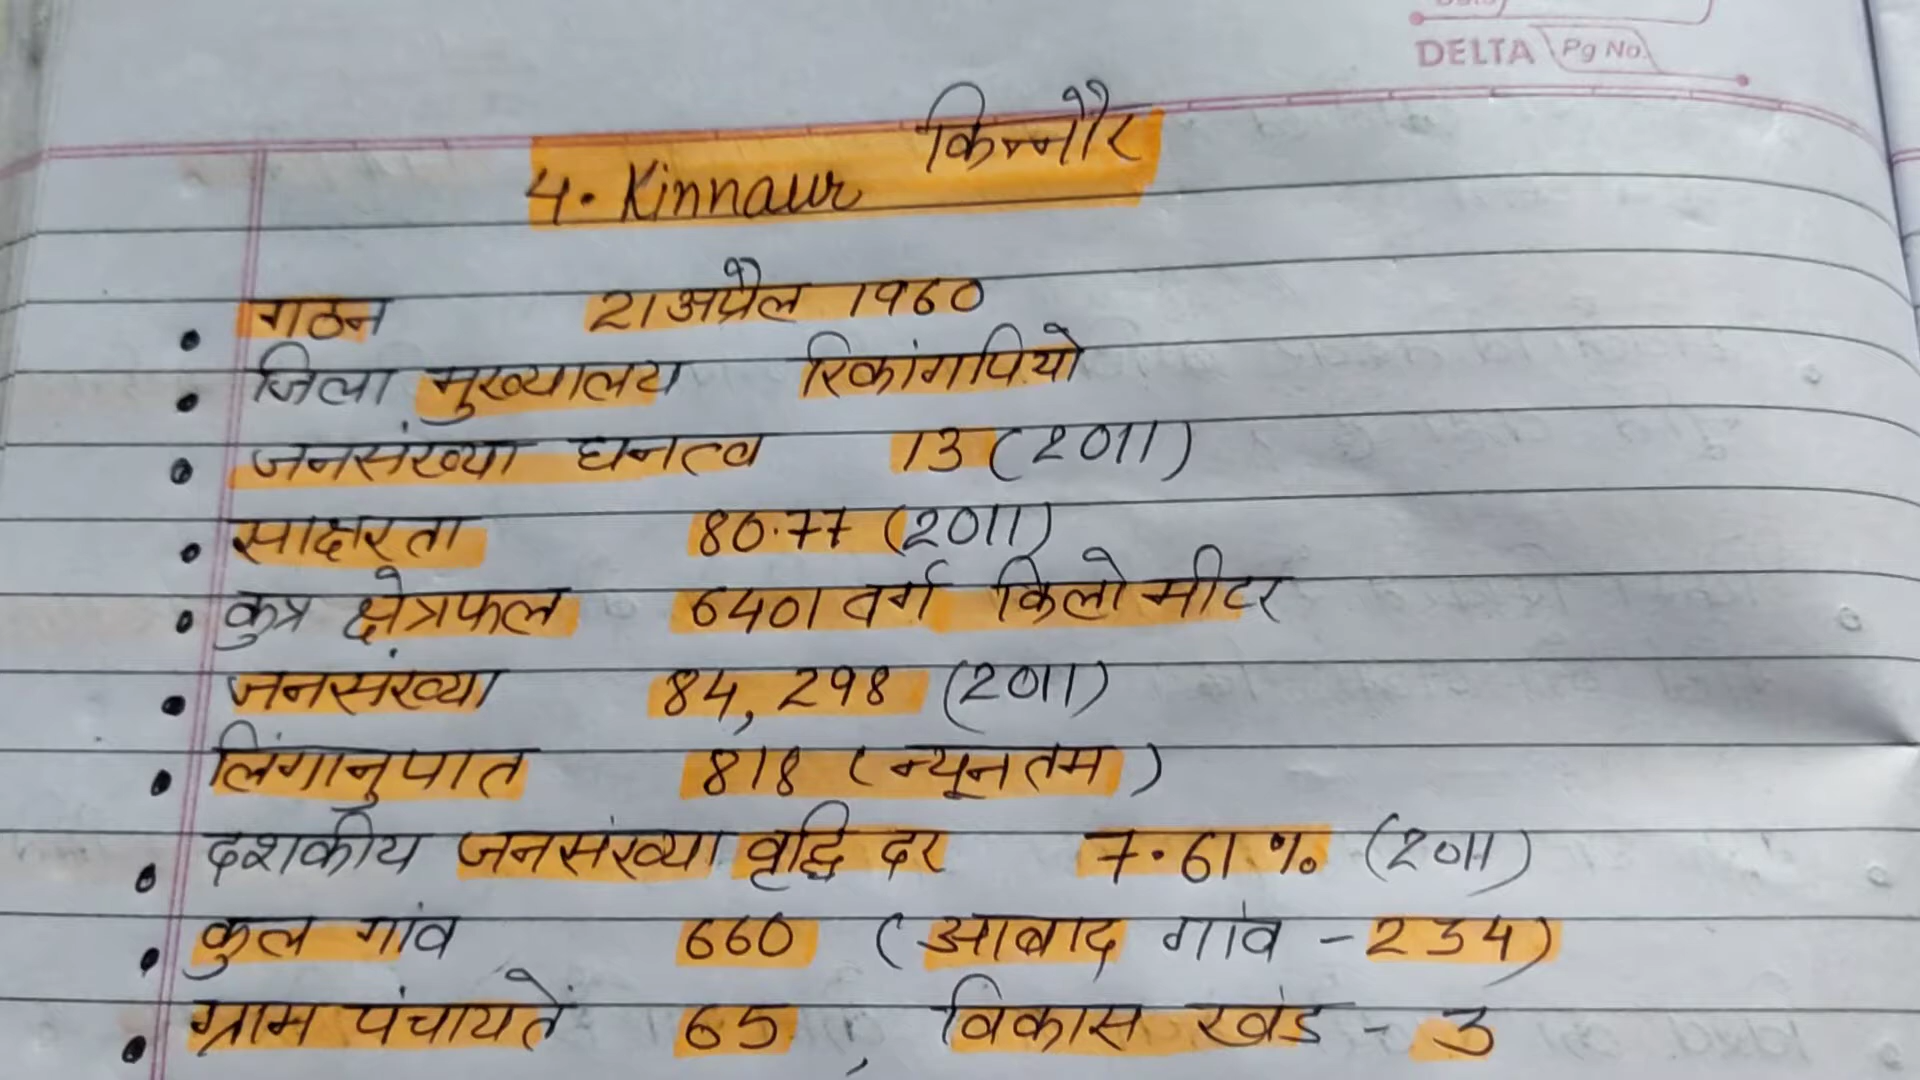 DELTA Pg No.
4. Kinnaur किन्नौर
• गठन 21 अप्रैल 1960
• जिला मुख्यालय रिकांगपियो
• जनसंख्या घनत्व 13 (2011)
• साक्षरता 80.77 (2011)
• कुत्र क्षेत्रफल 6401 वर्ग किलोमीटर
• जनसंख्या 84,298 (2011)
• लिंगानुपात 818 (न्यूनतम)
• दशकीय जनसंख्या वृद्धि दर 7.61% (2011)
• कुल गांव 660 (आबाद गांव - 234)
• ग्राम पंचायतें 65, विकास खंड - 3